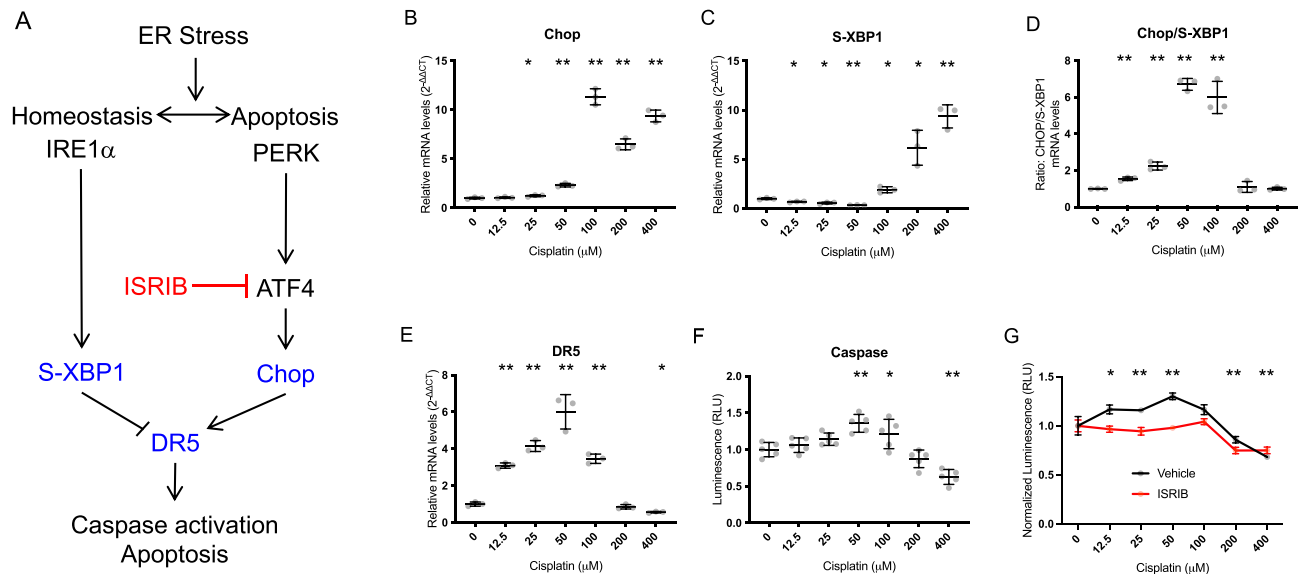 A
ER Stress
Homeostasis
Apoptosis
IRE1α
PERK
ISRIB
ATF4
S-XBP1
Chop
DR5
Caspase activation
Apoptosis
B
Chop
Relative mRNA levels (2-ΔΔCT)
* ** ** ** **
15
10
5
0
0 12.5 25 50 100 200 400
Cisplatin (μM)
C
S-XBP1
Relative mRNA levels (2-ΔΔCT)
* * ** * * **
15
10
5
0
0 12.5 25 50 100 200 400
Cisplatin (μM)
D
Chop/S-XBP1
Ratio: CHOP/S-XBP1
mRNA levels
** ** ** **
8
6
4
2
0
0 12.5 25 50 100 200 400
Cisplatin (μM)
E
DR5
Relative mRNA levels (2-ΔΔCT)
** ** ** ** *
8
6
4
2
0
0 12.5 25 50 100 200 400
Cisplatin (μM)
F
Caspase
Luminescence (RLU)
** * **
2.0
1.5
1.0
0.5
0.0
0 12.5 25 50 100 200 400
Cisplatin (μM)
G
Normalized Luminescence (RLU)
* ** ** ** **
1.5
1.0
0.5
0.0
Vehicle
ISRIB
0 12.5 25 50 100 200 400
Cisplatin (μM)